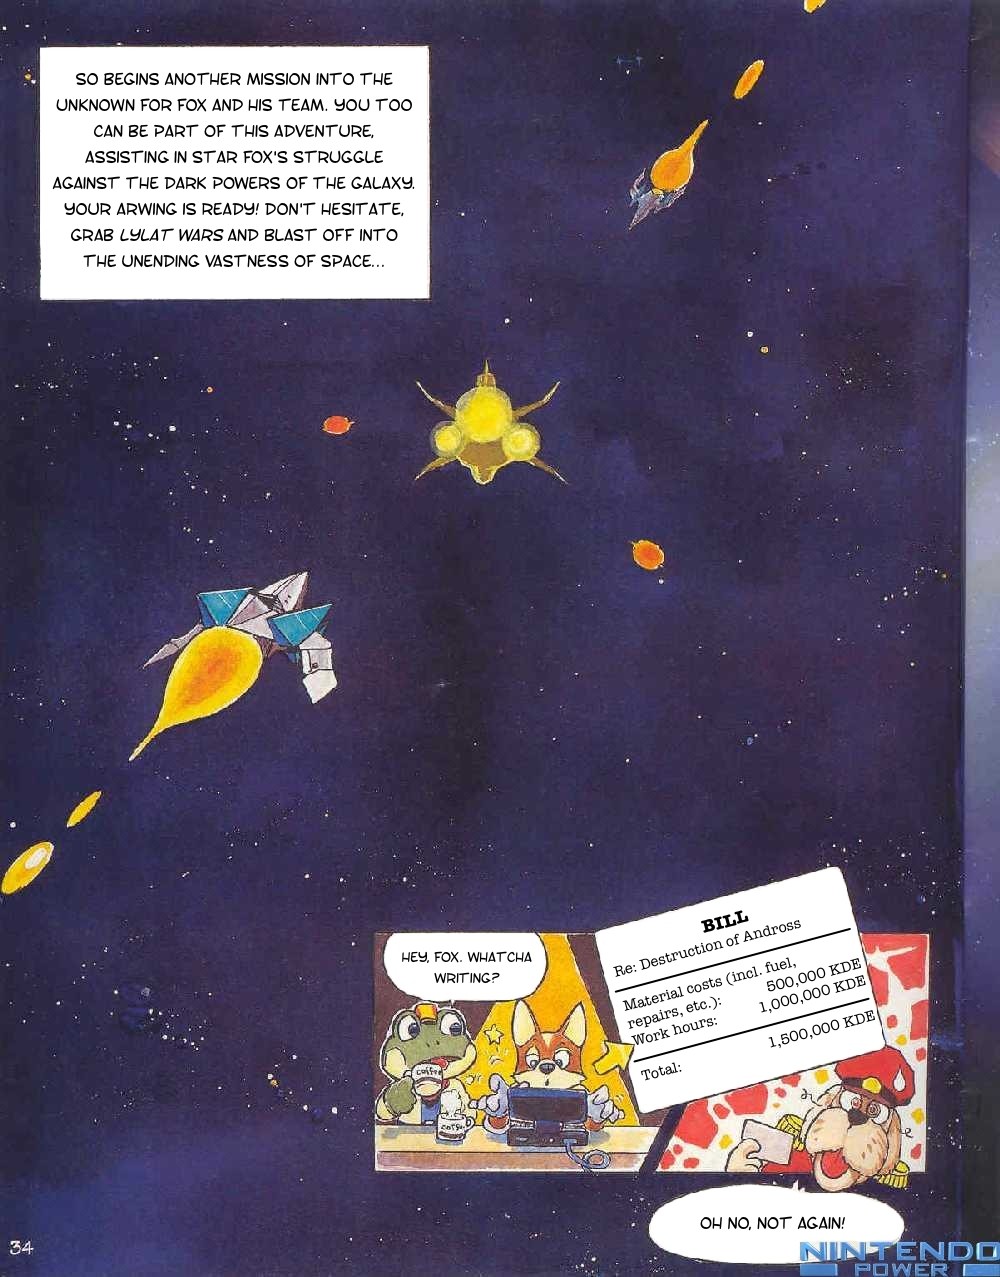 SO BEGINS ANOTHER MISSION INTO THE
UNKNOWN FOR FOX AND HIS TEAM. YOU TOO
CAN BE PART OF THIS ADVENTURE,
ASSISTING IN STAR FOX'S STRUGGLE
AGAINST THE DARK POWERS OF THE GALAXY.
YOUR ARWING IS READY! DON'T HESITATE,
GRAB LYLAT WARS AND BLAST OFF INTO
THE UNENDING VASTNESS OF SPACE...
HEY, FOX. WHATCHA
WRITING?
coffee
COFFEE
BILL
Re: Destruction of Andross
Material costs (incl. fuel,
repairs, etc.): 500,000 KDE
Work hours: 1,000,000 KDE
Total: 1,500,000 KDE
OH NO, NOT AGAIN!
34
NINTENDO
POWER